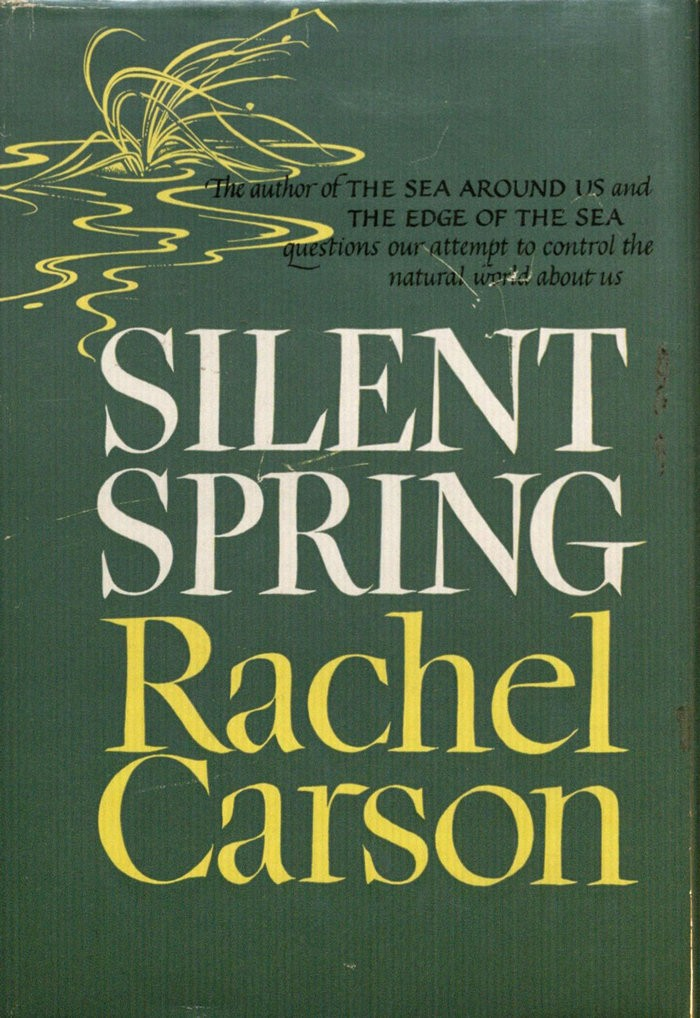 The author of THE SEA AROUND US and
THE EDGE OF THE SEA
questions our attempt to control the
natural world about us
SILENT
SPRING
Rachel
Carson